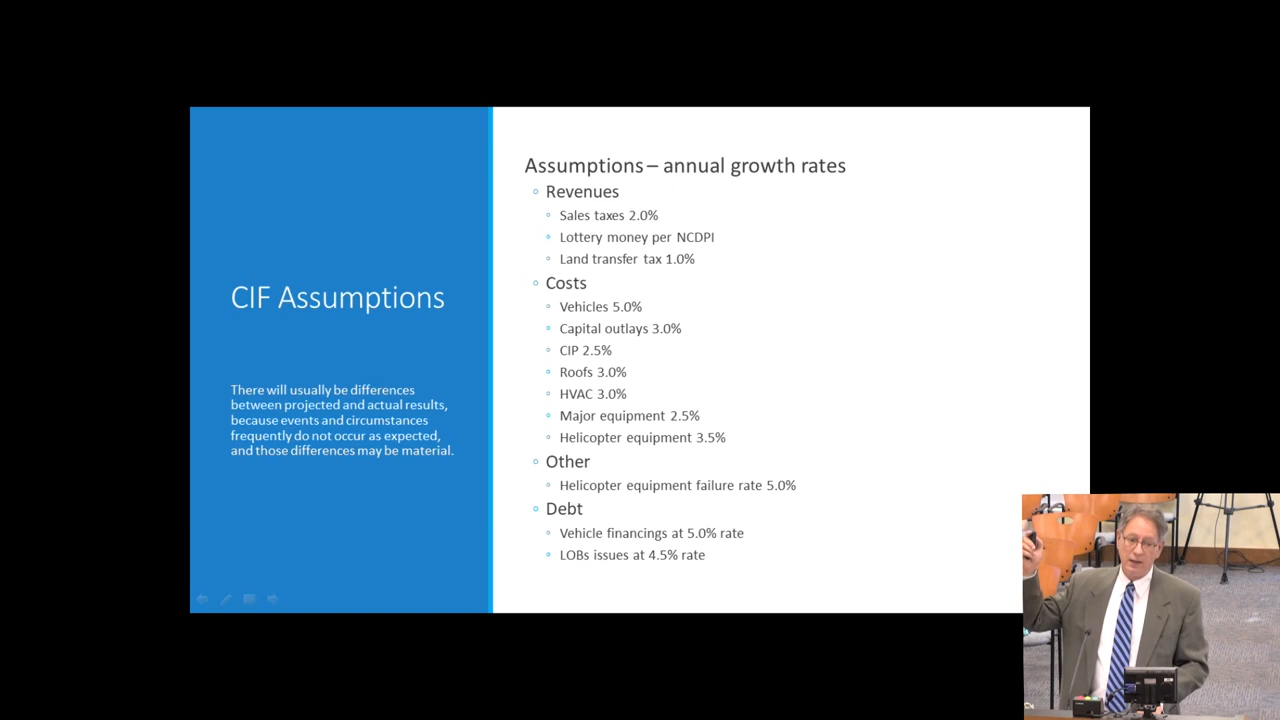 CIF Assumptions
There will usually be differences
between projected and actual results,
because events and circumstances
frequently do not occur as expected,
and those differences may be material.
Assumptions – annual growth rates
Revenues
Sales taxes 2.0%
Lottery money per NCDPI
Land transfer tax 1.0%
Costs
Vehicles 5.0%
Capital outlays 3.0%
CIP 2.5%
Roofs 3.0%
HVAC 3.0%
Major equipment 2.5%
Helicopter equipment 3.5%
Other
Helicopter equipment failure rate 5.0%
Debt
Vehicle financings at 5.0% rate
LOBs issues at 4.5% rate